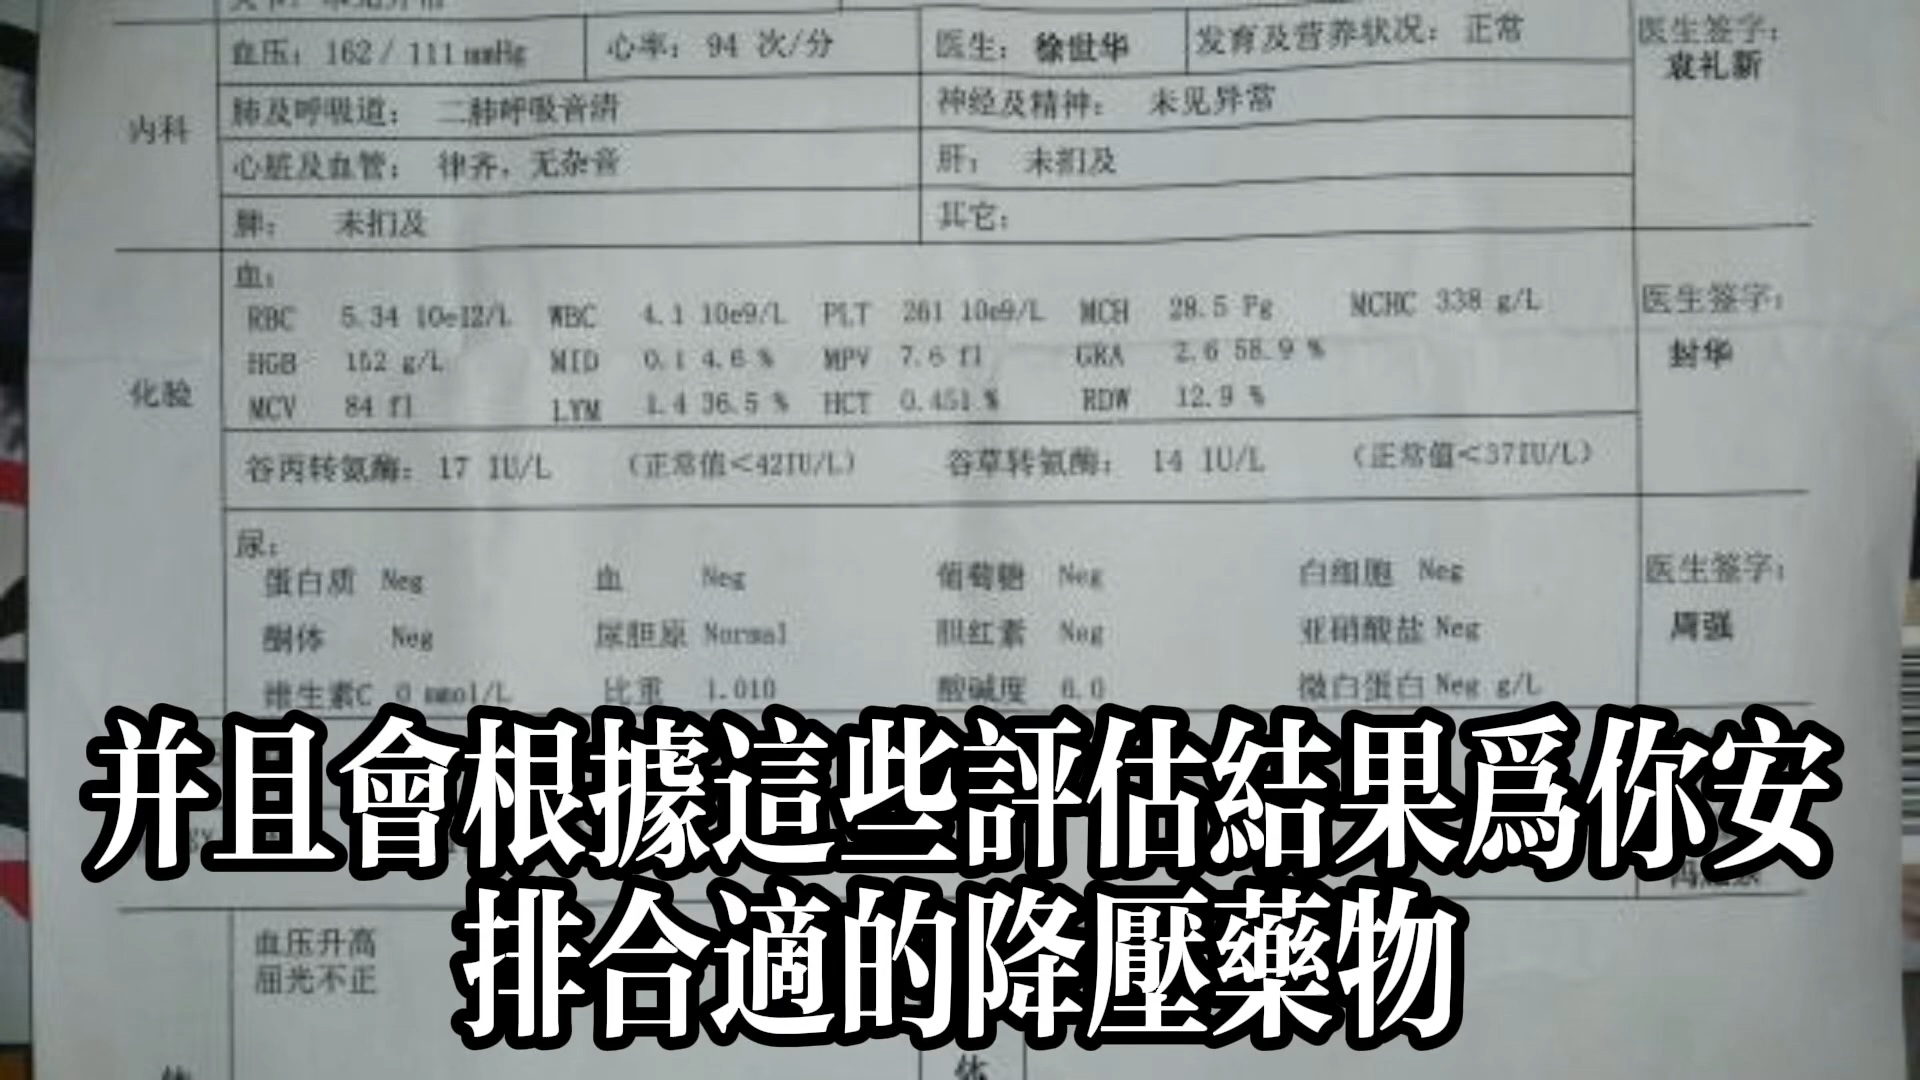 血压: 162 / 111 mmHg 心率: 94 次/分 医生: 徐世华 发育及营养状况: 正常 医生签字:
袁礼新
内科 肺及呼吸道: 二肺呼吸音清 神经及精神: 未见异常
心脏及血管: 律齐, 无杂音 肝: 未扪及
脾: 未扪及 其它:
血:
RBC 5.34 10e12/L WBC 4.1 10e9/L PLT 261 10e9/L MCH 28.5 Pg MCHC 338 g/L 医生签字:
HGB 152 g/L MID 0.1 4.6 % MPV 7.6 fl GRA 2.6 58.9 % 封华
化验 MCV 84 fl LYM 1.4 36.5 % HCT 0.451 % RDW 12.9 %
谷丙转氨酶: 17 IU/L (正常值<42IU/L) 谷草转氨酶: 14 IU/L (正常值<37IU/L)
尿:
蛋白质 Neg 血 Neg 葡萄糖 Neg 白细胞 Neg 医生签字:
酮体 Neg 尿胆原 Normal 胆红素 Neg 亚硝酸盐 Neg 周强
维生素C 0 mmol/L 比重 1.010 酸碱度 6.0 微白蛋白 Neg g/L
并且會根據這些評估結果爲你安
排合適的降壓藥物
血压升高
屈光不正